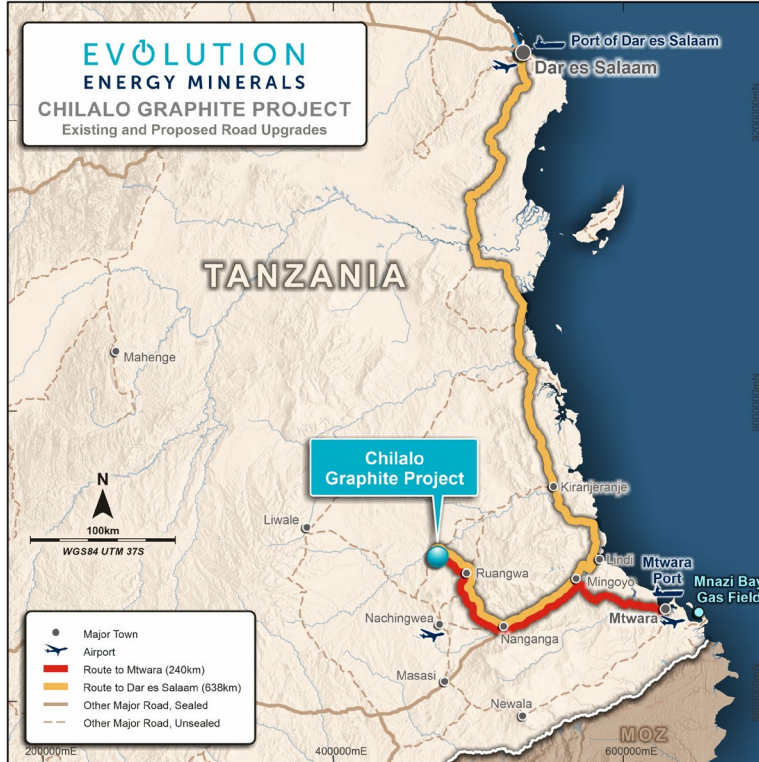 EVOLUTION
ENERGY MINERALS
CHILALO GRAPHITE PROJECT
Existing and Proposed Road Upgrades
Port of Dar es Salaam
Dar es Salaam
TANZANIA
Mahenge
Chilalo
Graphite Project
Kiranjeranje
N
100km
WGS84 UTM 37S
Liwale
Lindi
Ruangwa
Mingoyo
Mtwara
Port
Mnazi Bay
Gas Field
Mtwara
Nachingwea
Nanganga
Masasi
Newala
MOZ
Major Town
Airport
Route to Mtwara (240km)
Route to Dar es Salaam (638km)
Other Major Road, Sealed
Other Major Road, Unsealed
200000mE
400000mE
600000mE